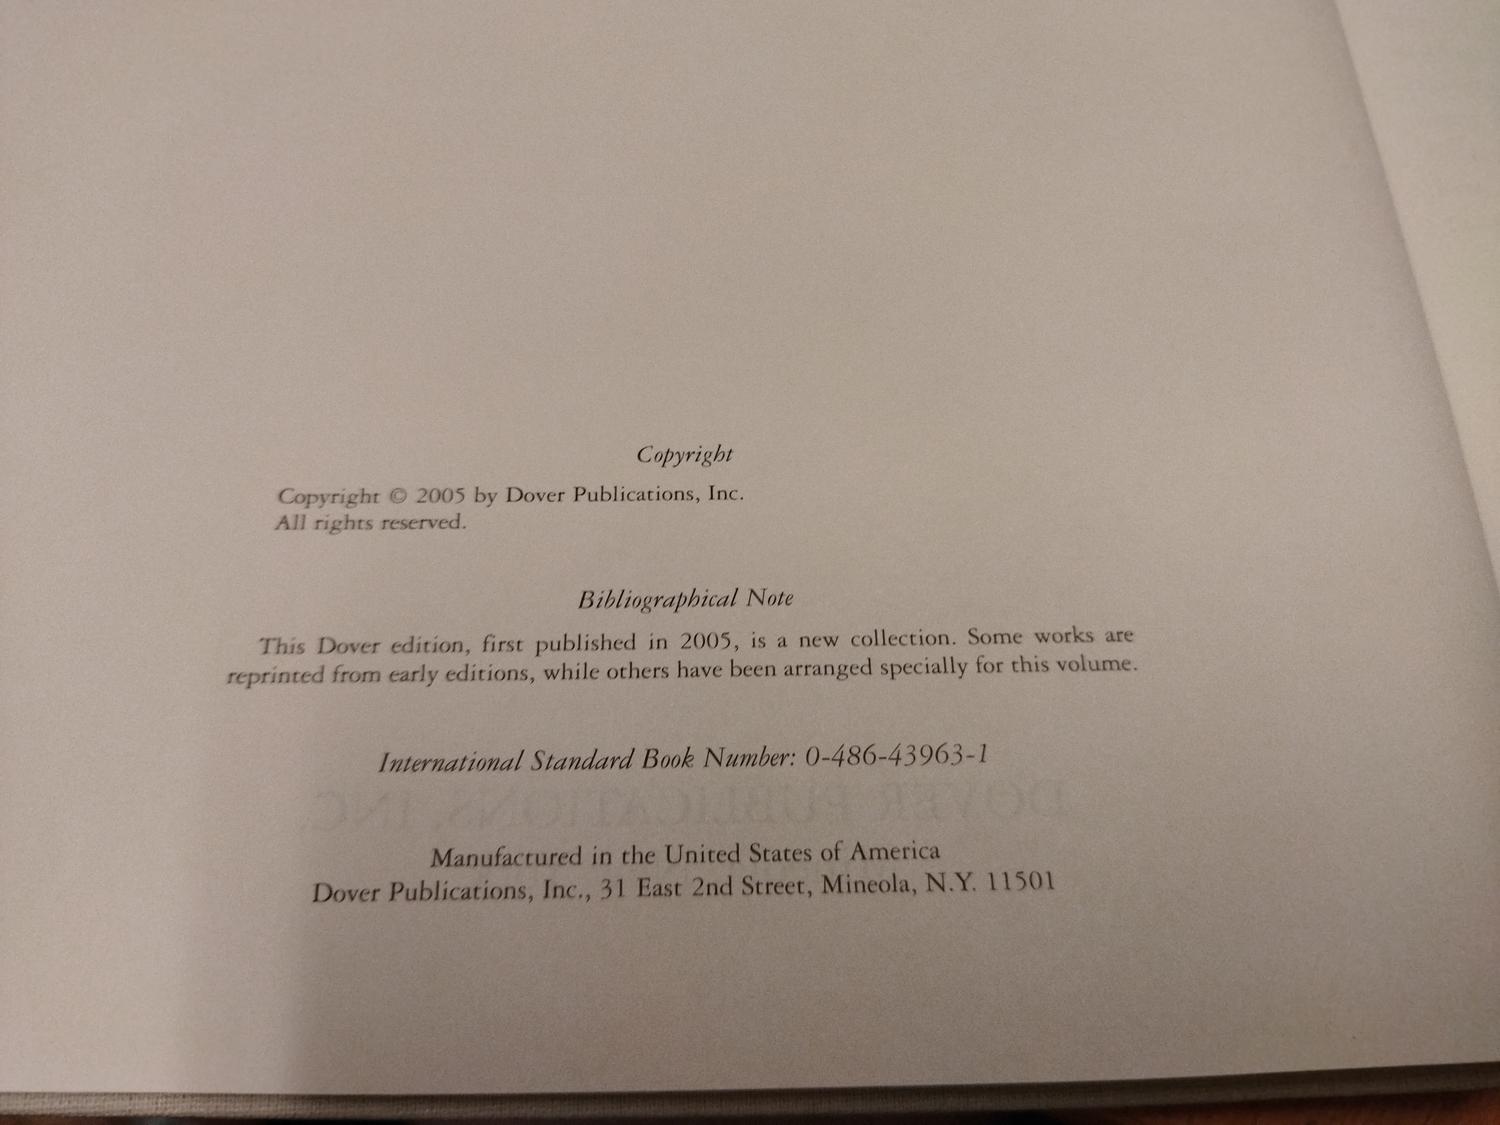 Copyright
Copyright © 2005 by Dover Publications, Inc.
All rights reserved.
Bibliographical Note
This Dover edition, first published in 2005, is a new collection. Some works are
reprinted from early editions, while others have been arranged specially for this volume.
International Standard Book Number: 0-486-43963-1
DOVER PUBLICATIONS, INC.
Manufactured in the United States of America
Dover Publications, Inc., 31 East 2nd Street, Mineola, N.Y. 11501